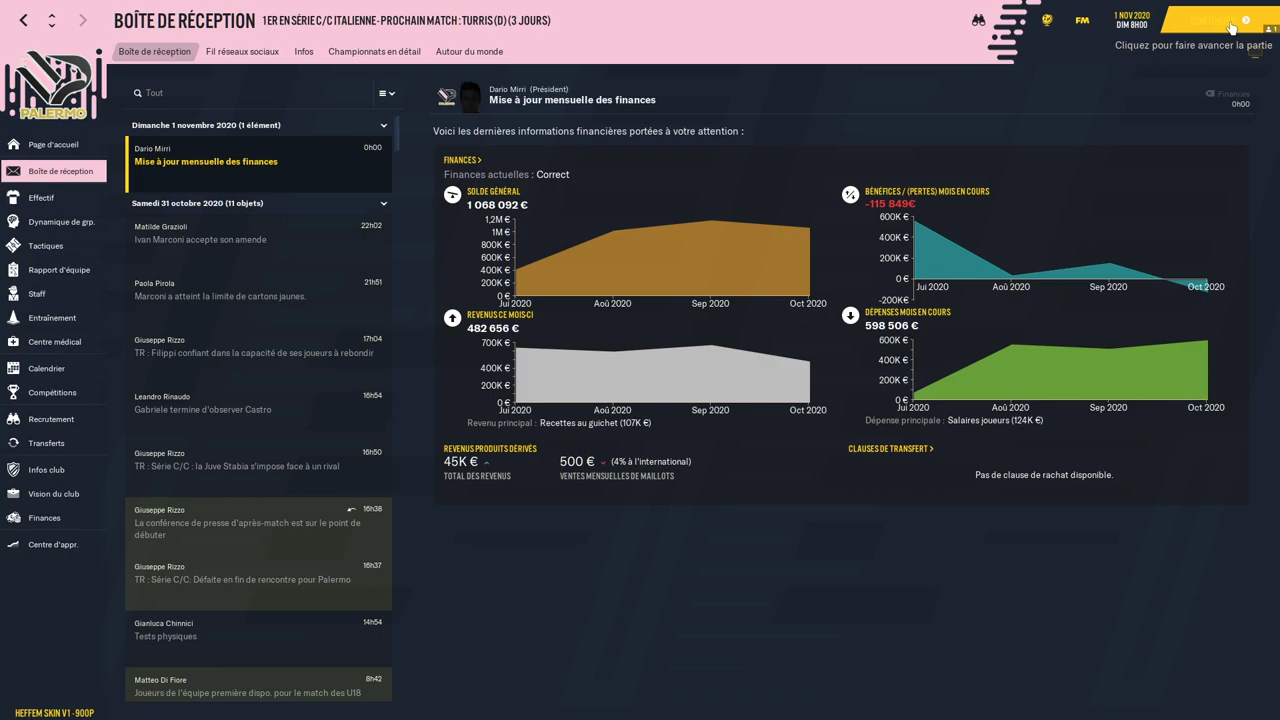 BOÎTE DE RÉCEPTION
1ER EN SÉRIE C/C ITALIENNE - PROCHAIN MATCH : TURRIS (D) (3 JOURS)
FM
1 NOV 2020
DIM 8H00
1
Cliquez pour faire avancer la partie
Boîte de réception
Fil réseaux sociaux
Infos
Championnats en détail
Autour du monde
PALERMO
Page d'accueil
Boîte de réception
Effectif
Dynamique de grp.
Tactiques
Rapport d'équipe
Staff
Entraînement
Centre médical
Calendrier
Compétitions
Recrutement
Transferts
Infos club
Vision du club
Finances
Centre d'appr.
HEFFEM SKIN V1 - 900P
Tout
Dimanche 1 novembre 2020 (1 élément)
Dario Mirri 0h00
Mise à jour mensuelle des finances
Samedi 31 octobre 2020 (11 objets)
Matilde Grazioli 22h02
Ivan Marconi accepte son amende
Paola Pirola 21h51
Marconi a atteint la limite de cartons jaunes.
Giuseppe Rizzo 17h04
TR : Filippi confiant dans la capacité de ses joueurs à rebondir
Leandro Rinaudo 16h54
Gabriele termine d'observer Castro
Giuseppe Rizzo 16h50
TR : Série C/C : la Juve Stabia s'impose face à un rival
Giuseppe Rizzo 16h38
La conférence de presse d'après-match est sur le point de
débuter
Giuseppe Rizzo 16h37
TR : Série C/C: Défaite en fin de rencontre pour Palermo
Gianluca Chinnici 14h54
Tests physiques
Matteo Di Fiore 8h42
Joueurs de l'équipe première dispo. pour le match des U18
Dario Mirri (Président)
Mise à jour mensuelle des finances
Finances
0h00
Voici les dernières informations financières portées à votre attention :
FINANCES
Finances actuelles : Correct
SOLDE GÉNÉRAL
1 068 092 €
1,2M €
1M €
800K €
600K €
400K €
200K €
0 €
Jui 2020 Aoû 2020 Sep 2020 Oct 2020
BÉNÉFICES / (PERTES) MOIS EN COURS
-115 849€
600K €
400K €
200K €
0 €
-200K €
Jui 2020 Aoû 2020 Sep 2020 Oct 2020
REVENUS CE MOIS-CI
482 656 €
700K €
400K €
200K €
0 €
Jui 2020 Aoû 2020 Sep 2020 Oct 2020
Revenu principal : Recettes au guichet (107K €)
DÉPENSES MOIS EN COURS
598 506 €
600K €
400K €
200K €
0 €
Jui 2020 Aoû 2020 Sep 2020 Oct 2020
Dépense principale : Salaires joueurs (124K €)
REVENUS PRODUITS DÉRIVÉS
45K €
TOTAL DES REVENUS
500 € (4% à l'international)
VENTES MENSUELLES DE MAILLOTS
CLAUSES DE TRANSFERT
Pas de clause de rachat disponible.